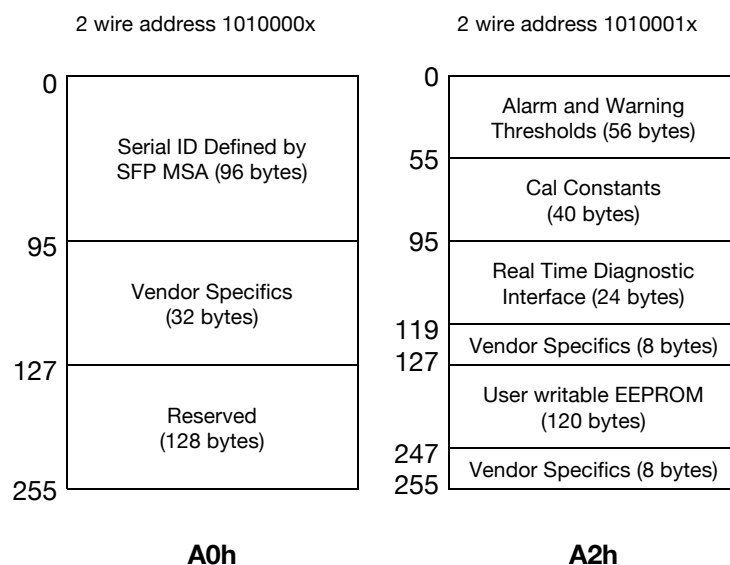 2 wire address 1010000x
0
Serial ID Defined by
SFP MSA (96 bytes)
95
Vendor Specifics
(32 bytes)
127
Reserved
(128 bytes)
255
A0h
2 wire address 1010001x
0
Alarm and Warning
Thresholds (56 bytes)
55
Cal Constants
(40 bytes)
95
Real Time Diagnostic
Interface (24 bytes)
119
Vendor Specifics (8 bytes)
127
User writable EEPROM
(120 bytes)
247
Vendor Specifics (8 bytes)
255
A2h